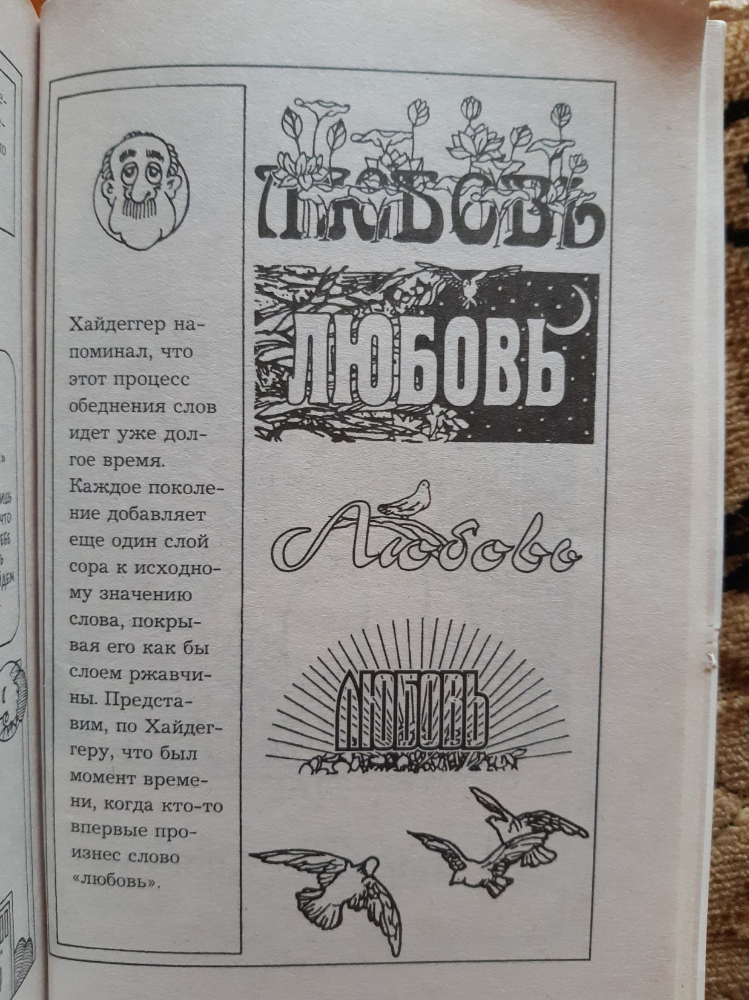 Хайдеггер на-
поминал, что
этот процесс
обеднения слов
идет уже дол-
гое время.
Каждое поколе-
ние добавляет
еще один слой
сора к исходно-
му значению
слова, покры-
вая его как бы
слоем ржавчи-
ны. Предста-
вим, по Хайдег-
геру, что был
момент време-
ни, когда кто-то
впервые про-
изнес слово
«любовь».
ЛЮБОВЬ
ЛЮБОВЬ
Любовь
ЛЮБОВЬ